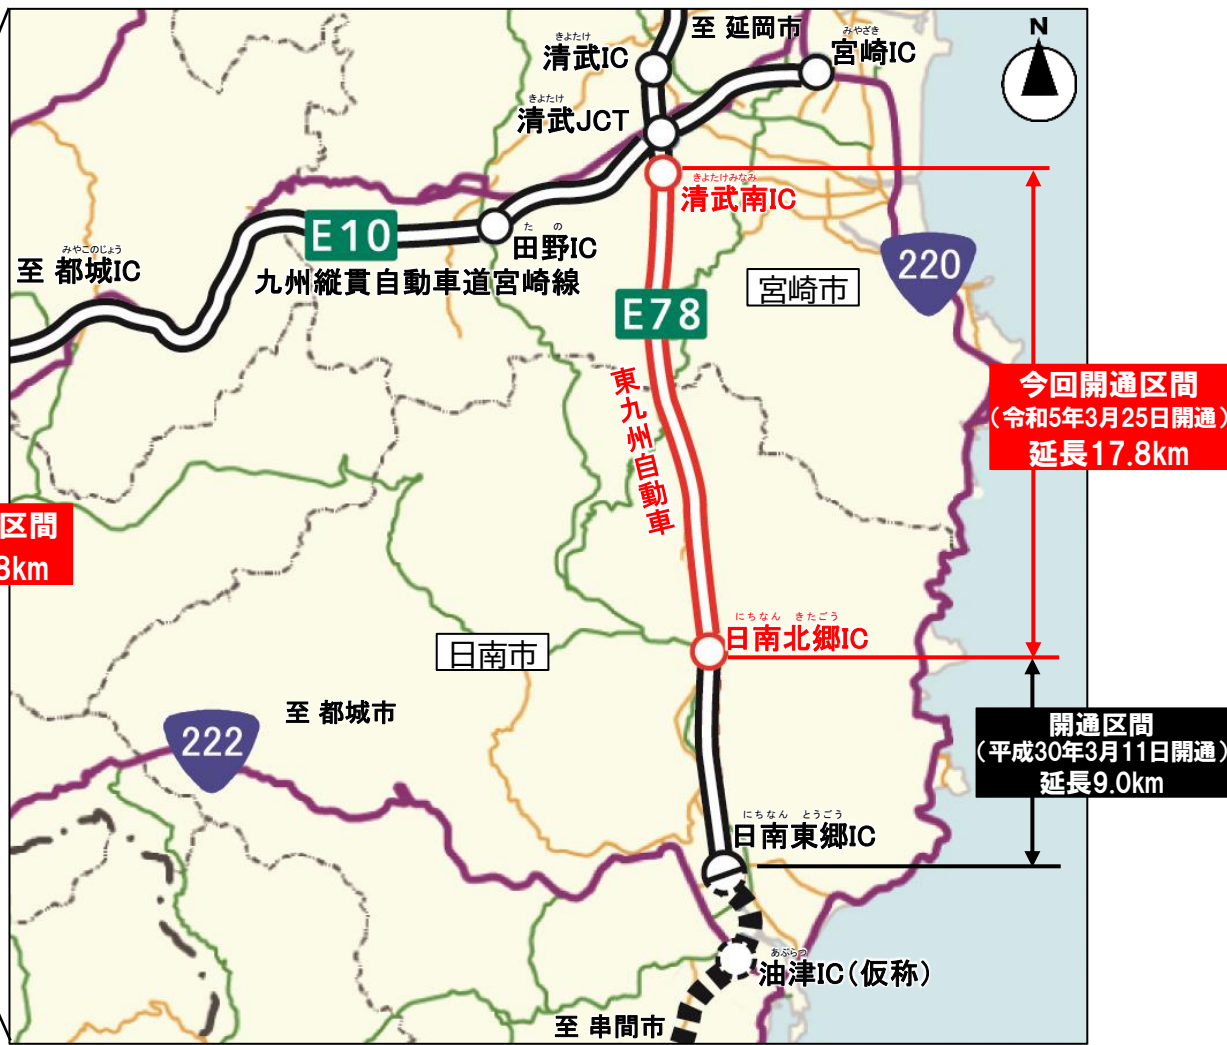 至 延岡市
N
きよたけ
清武IC
みやざき
宮崎IC
きよたけ
清武JCT
きよたけみなみ
清武南IC
E10
たの
田野IC
みやこのじょう
至 都城IC
九州縦貫自動車道宮崎線
220
宮崎市
E78
東九州自動車
今回開通区間
(令和5年3月25日開通)
延長17.8km
区間
8km
にちなん きたごう
日南北郷IC
日南市
至 都城市
222
開通区間
(平成30年3月11日開通)
延長9.0km
にちなん とうごう
日南東郷IC
あぶらつ
油津IC(仮称)
至 串間市